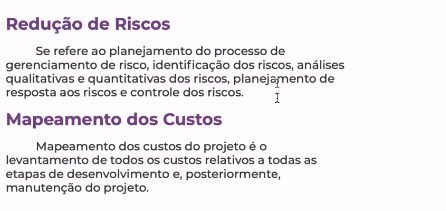 Redução de Riscos
Se refere ao planejamento do processo de
gerenciamento de risco, identificação dos riscos, análises
qualitativas e quantitativas dos riscos, planejamento de
resposta aos riscos e controle dos riscos.
Mapeamento dos Custos
Mapeamento dos custos do projeto é o
levantamento de todos os custos relativos a todas as
etapas de desenvolvimento e, posteriormente,
manutenção do projeto.